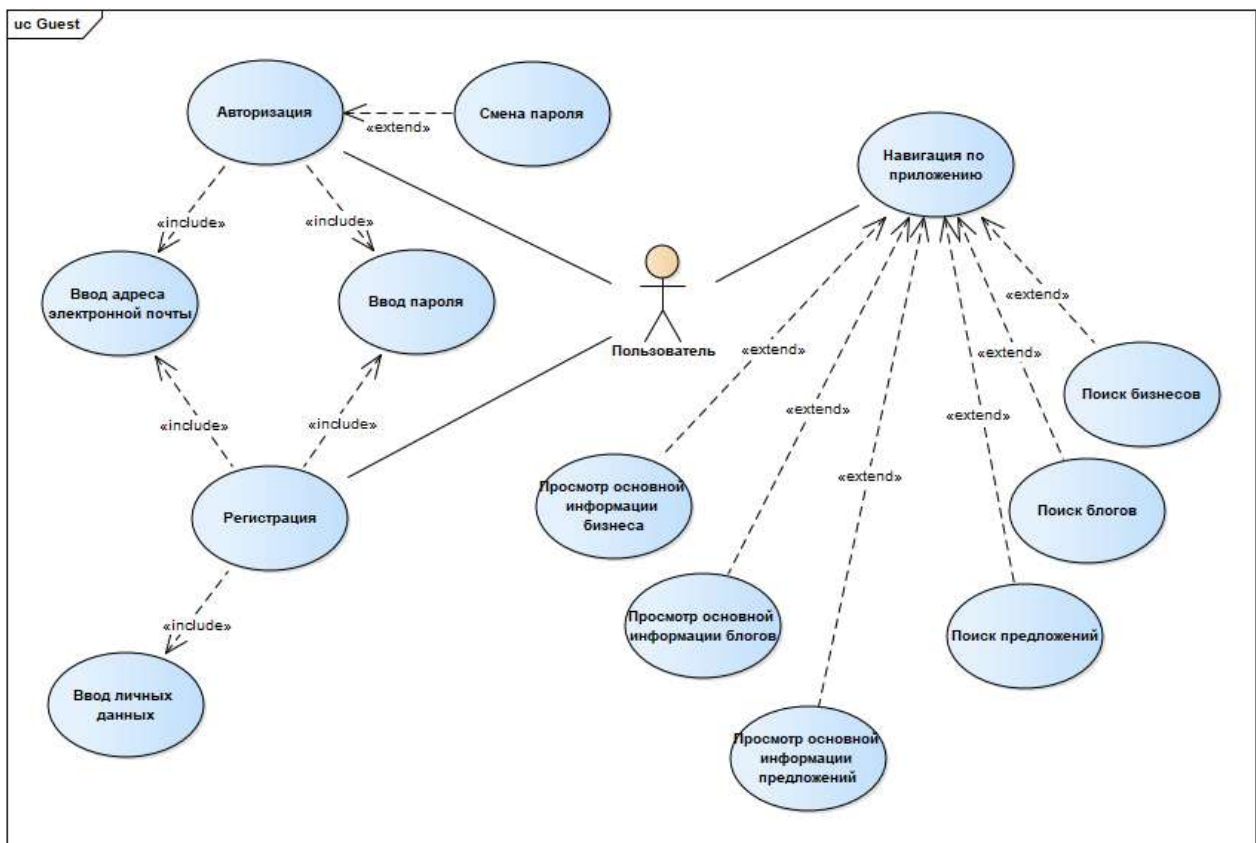 uc Guest
Авторизация
«extend»
Смена пароля
Навигация по
приложению
«include»
«include»
Ввод адреса
электронной почты
Ввод пароля
Пользователь
«extend»
«extend»
«extend»
«extend»
«extend»
«extend»
Поиск бизнесов
«include»
«include»
Просмотр основной
информации
бизнеса
Поиск блогов
Регистрация
Просмотр основной
информации блогов
Поиск предложений
«include»
Ввод личных
данных
Просмотр основной
информации
предложений